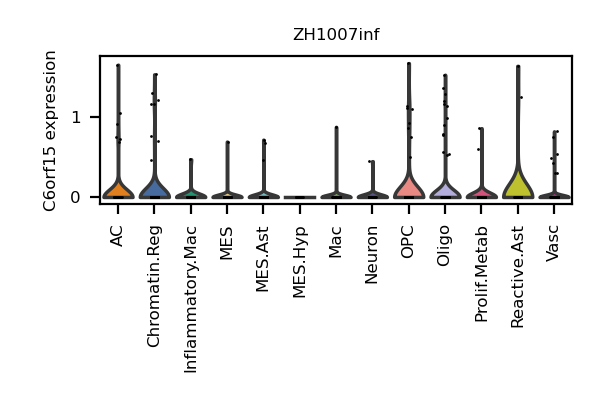 ZH1007inf
C6orf15 expression
1
0
AC
Chromatin.Reg
Inflammatory.Mac
MES
MES.Ast
MES.Hyp
Mac
Neuron
OPC
Oligo
Prolif.Metab
Reactive.Ast
Vasc